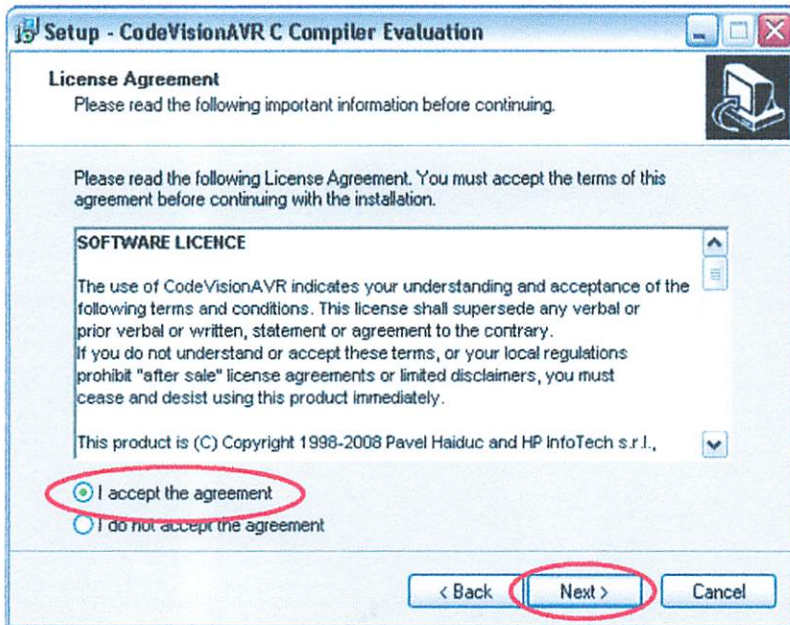 Setup - CodeVisionAVR C Compiler Evaluation
License Agreement
Please read the following important information before continuing.
Please read the following License Agreement. You must accept the terms of this
agreement before continuing with the installation.
SOFTWARE LICENCE
The use of CodeVisionAVR indicates your understanding and acceptance of the
following terms and conditions. This license shall supersede any verbal or
prior verbal or written, statement or agreement to the contrary.
If you do not understand or accept these terms, or your local regulations
prohibit "after sale" license agreements or limited disclaimers, you must
cease and desist using this product immediately.
This product is (C) Copyright 1998-2008 Pavel Haiduc and HP InfoTech s.r.l.,
I accept the agreement
I do not accept the agreement
< Back Next > Cancel